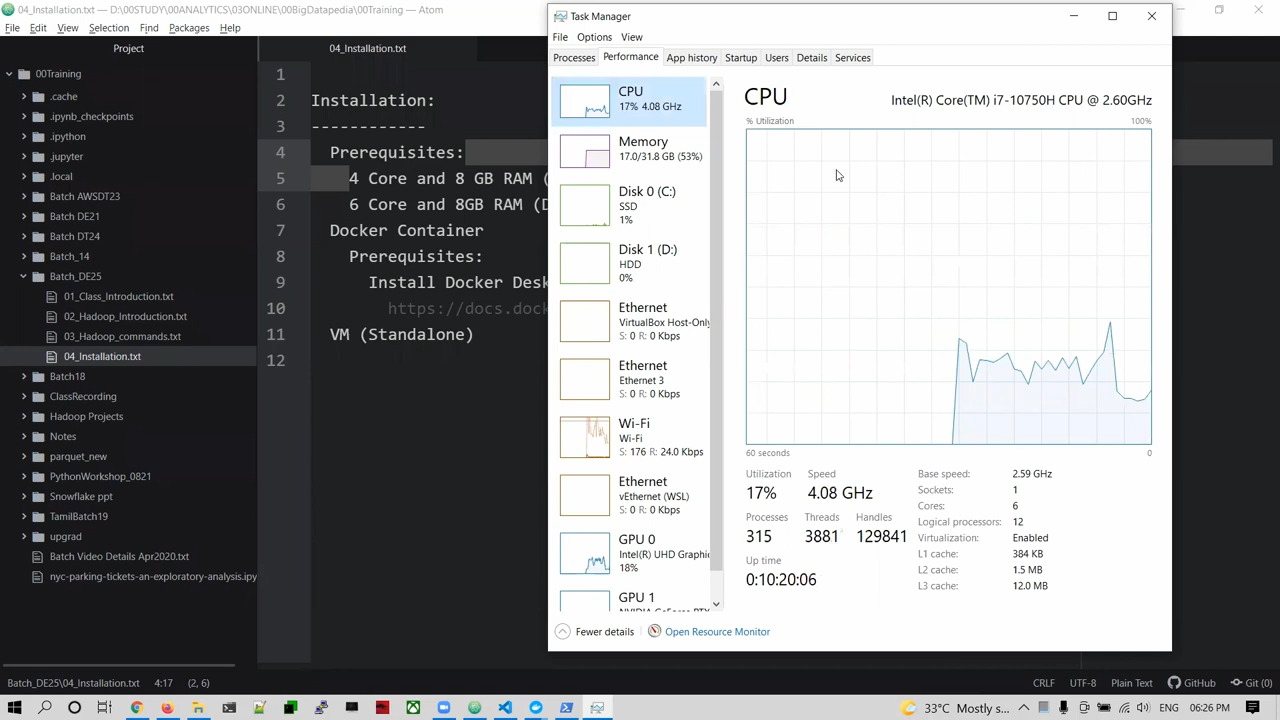 04_Installation.txt — D:\00STUDY\00ANALYTICS\03ONLINE\00BigDatapedia\00Training — Atom
File Edit View Selection Find Packages Help
Project
00Training
.cache
.ipynb_checkpoints
.ipython
.jupyter
.local
Batch AWSDT23
Batch DE21
Batch DT24
Batch_14
Batch_DE25
01_Class_Introduction.txt
02_Hadoop_Introduction.txt
03_Hadoop_commands.txt
04_Installation.txt
Batch18
ClassRecording
Hadoop Projects
Notes
parquet_new
PythonWorkshop_0821
Snowflake ppt
TamilBatch19
upgrad
Batch Video Details Apr2020.txt
nyc-parking-tickets-an-exploratory-analysis.ipy
04_Installation.txt
1
2 Installation:
3 ------------
4 Prerequisites:
5 4 Core and 8 GB RAM (
6 6 Core and 8GB RAM (D
7 Docker Container
8 Prerequisites:
9 Install Docker Desk
10 https://docs.dock
11 VM (Standalone)
12
Task Manager
File Options View
Processes Performance App history Startup Users Details Services
CPU
17% 4.08 GHz
Memory
17.0/31.8 GB (53%)
Disk 0 (C:)
SSD
1%
Disk 1 (D:)
HDD
0%
Ethernet
VirtualBox Host-Only
S: 0 R: 0 Kbps
Ethernet
Ethernet 3
S: 0 R: 0 Kbps
Wi-Fi
Wi-Fi
S: 176 R: 24.0 Kbps
Ethernet
vEthernet (WSL)
S: 0 R: 0 Kbps
GPU 0
Intel(R) UHD Graphic
18%
GPU 1
CPU Intel(R) Core(TM) i7-10750H CPU @ 2.60GHz
% Utilization 100%
60 seconds 0
Utilization Speed
17% 4.08 GHz
Processes Threads Handles
315 3881 129841
Up time
0:10:20:06
Base speed: 2.59 GHz
Sockets: 1
Cores: 6
Logical processors: 12
Virtualization: Enabled
L1 cache: 384 KB
L2 cache: 1.5 MB
L3 cache: 12.0 MB
Fewer details Open Resource Monitor
Batch_DE25\04_Installation.txt 4:17 (2, 6) CRLF UTF-8 Plain Text GitHub Git (0)
33°C Mostly s... ENG 06:26 PM